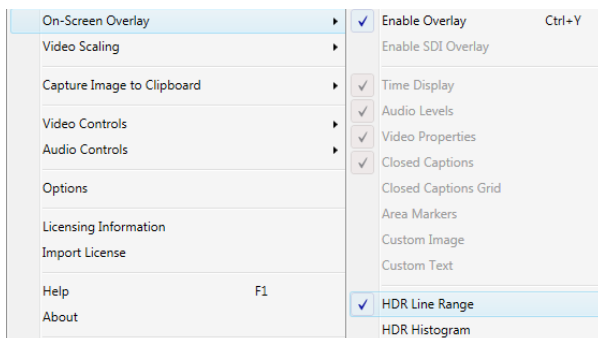 On-Screen Overlay
Video Scaling
Capture Image to Clipboard
Video Controls
Audio Controls
Options
Licensing Information
Import License
Help F1
About
Enable Overlay Ctrl+Y
Enable SDI Overlay
Time Display
Audio Levels
Video Properties
Closed Captions
Closed Captions Grid
Area Markers
Custom Image
Custom Text
HDR Line Range
HDR Histogram